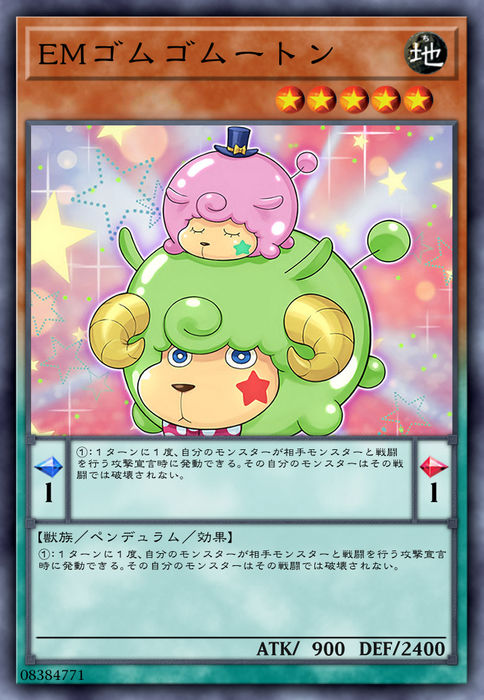 EMゴムゴムートン
ち
地
①:1ターンに1度、自分のモンスターが相手モンスターと戦闘
を行う攻撃宣言時に発動できる。その自分のモンスターはその戦
闘では破壊されない。
1
1
【獣族／ペンデュラム／効果】
①:1ターンに1度、自分のモンスターが相手モンスターと戦闘を行う攻撃宣言
時に発動できる。その自分のモンスターはその戦闘では破壊されない。
ATK/ 900 DEF/2400
08384771